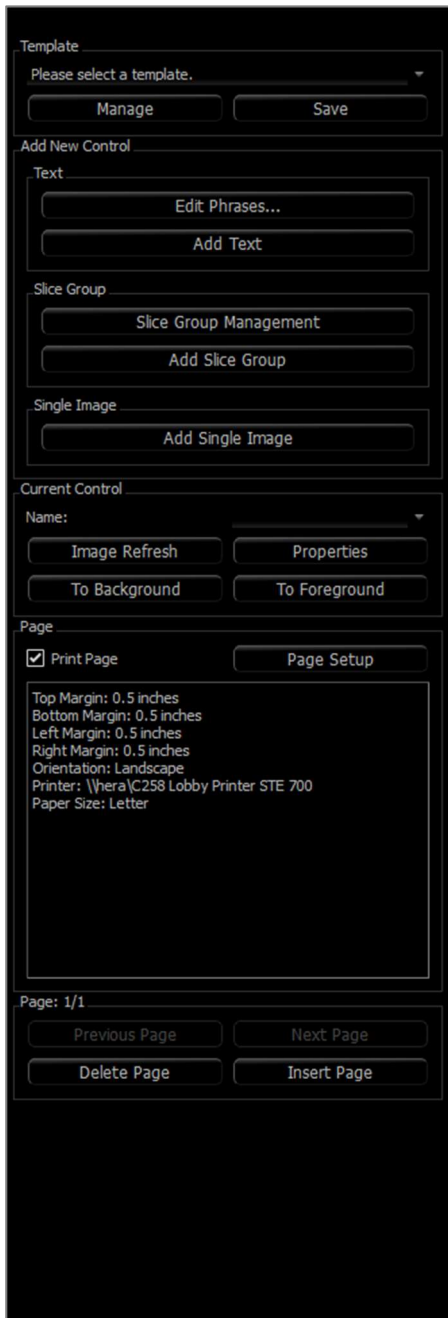 Template
Please select a template.
Manage Save
Add New Control
Text
Edit Phrases...
Add Text
Slice Group
Slice Group Management
Add Slice Group
Single Image
Add Single Image
Current Control
Name:
Image Refresh Properties
To Background To Foreground
Page
Print Page Page Setup
Top Margin: 0.5 inches
Bottom Margin: 0.5 inches
Left Margin: 0.5 inches
Right Margin: 0.5 inches
Orientation: Landscape
Printer: \\hera\C258 Lobby Printer STE 700
Paper Size: Letter
Page: 1/1
Previous Page Next Page
Delete Page Insert Page